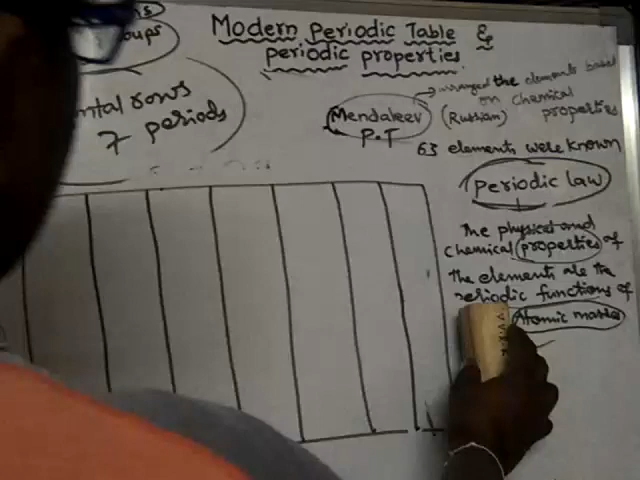 Modern Periodic Table &
periodic properties
oups
ntal rows
7 periods
Mendaleev
P.T
(Russian)
arranged the elements based
on chemical
properties
63 elements were known
Periodic law
The physical and
chemical properties of
the elements are the
periodic functions of
Atomic masses